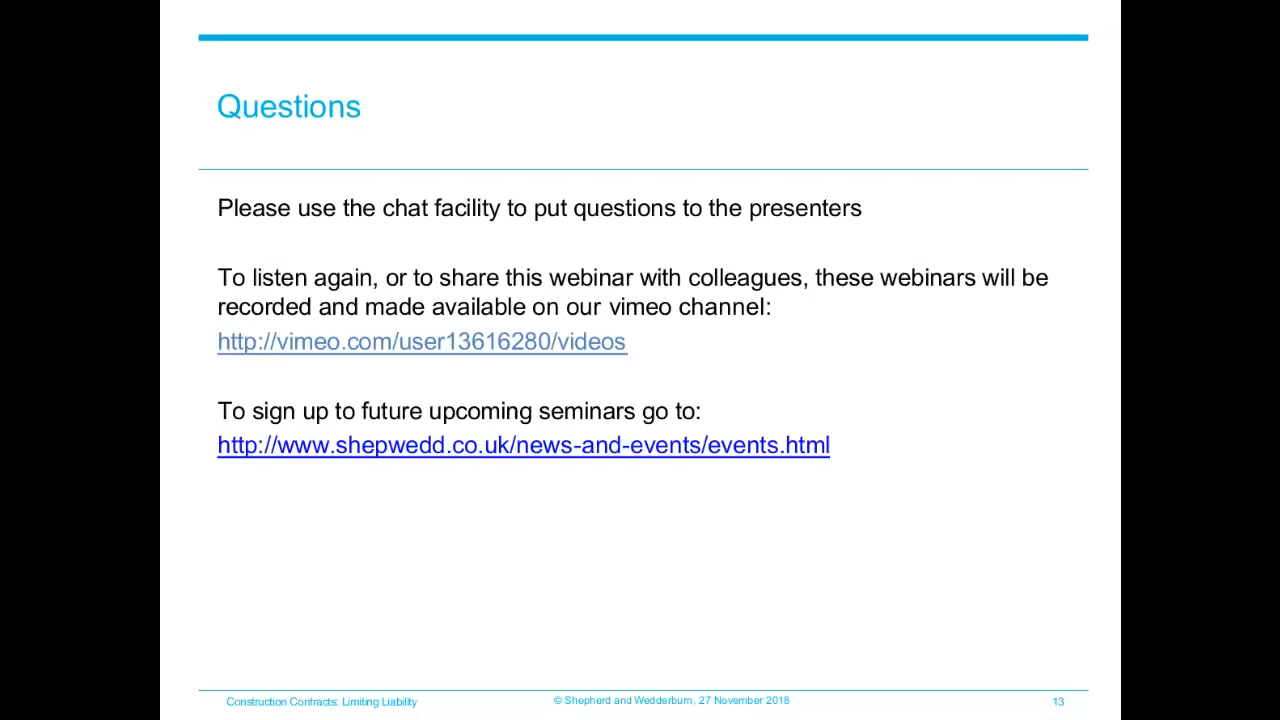 Questions
Please use the chat facility to put questions to the presenters
To listen again, or to share this webinar with colleagues, these webinars will be
recorded and made available on our vimeo channel:
http://vimeo.com/user13616280/videos
To sign up to future upcoming seminars go to:
http://www.shepwedd.co.uk/news-and-events/events.html
Construction Contracts: Limiting Liability
© Shepherd and Wedderburn, 27 November 2018
13